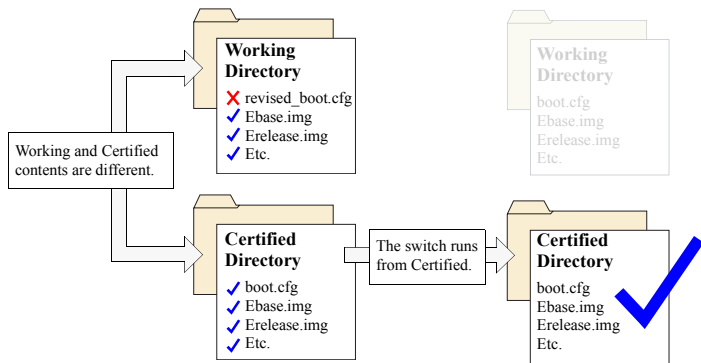 Working
Directory
revised_boot.cfg
Ebase.img
Erelease.img
Etc.
Working
Directory
boot.cfg
Ebase.img
Erelease.img
Etc.
Working and Certified
contents are different.
Certified
Directory
boot.cfg
Ebase.img
Erelease.img
Etc.
The switch runs
from Certified.
Certified
Directory
boot.cfg
Ebase.img
Erelease.img
Etc.